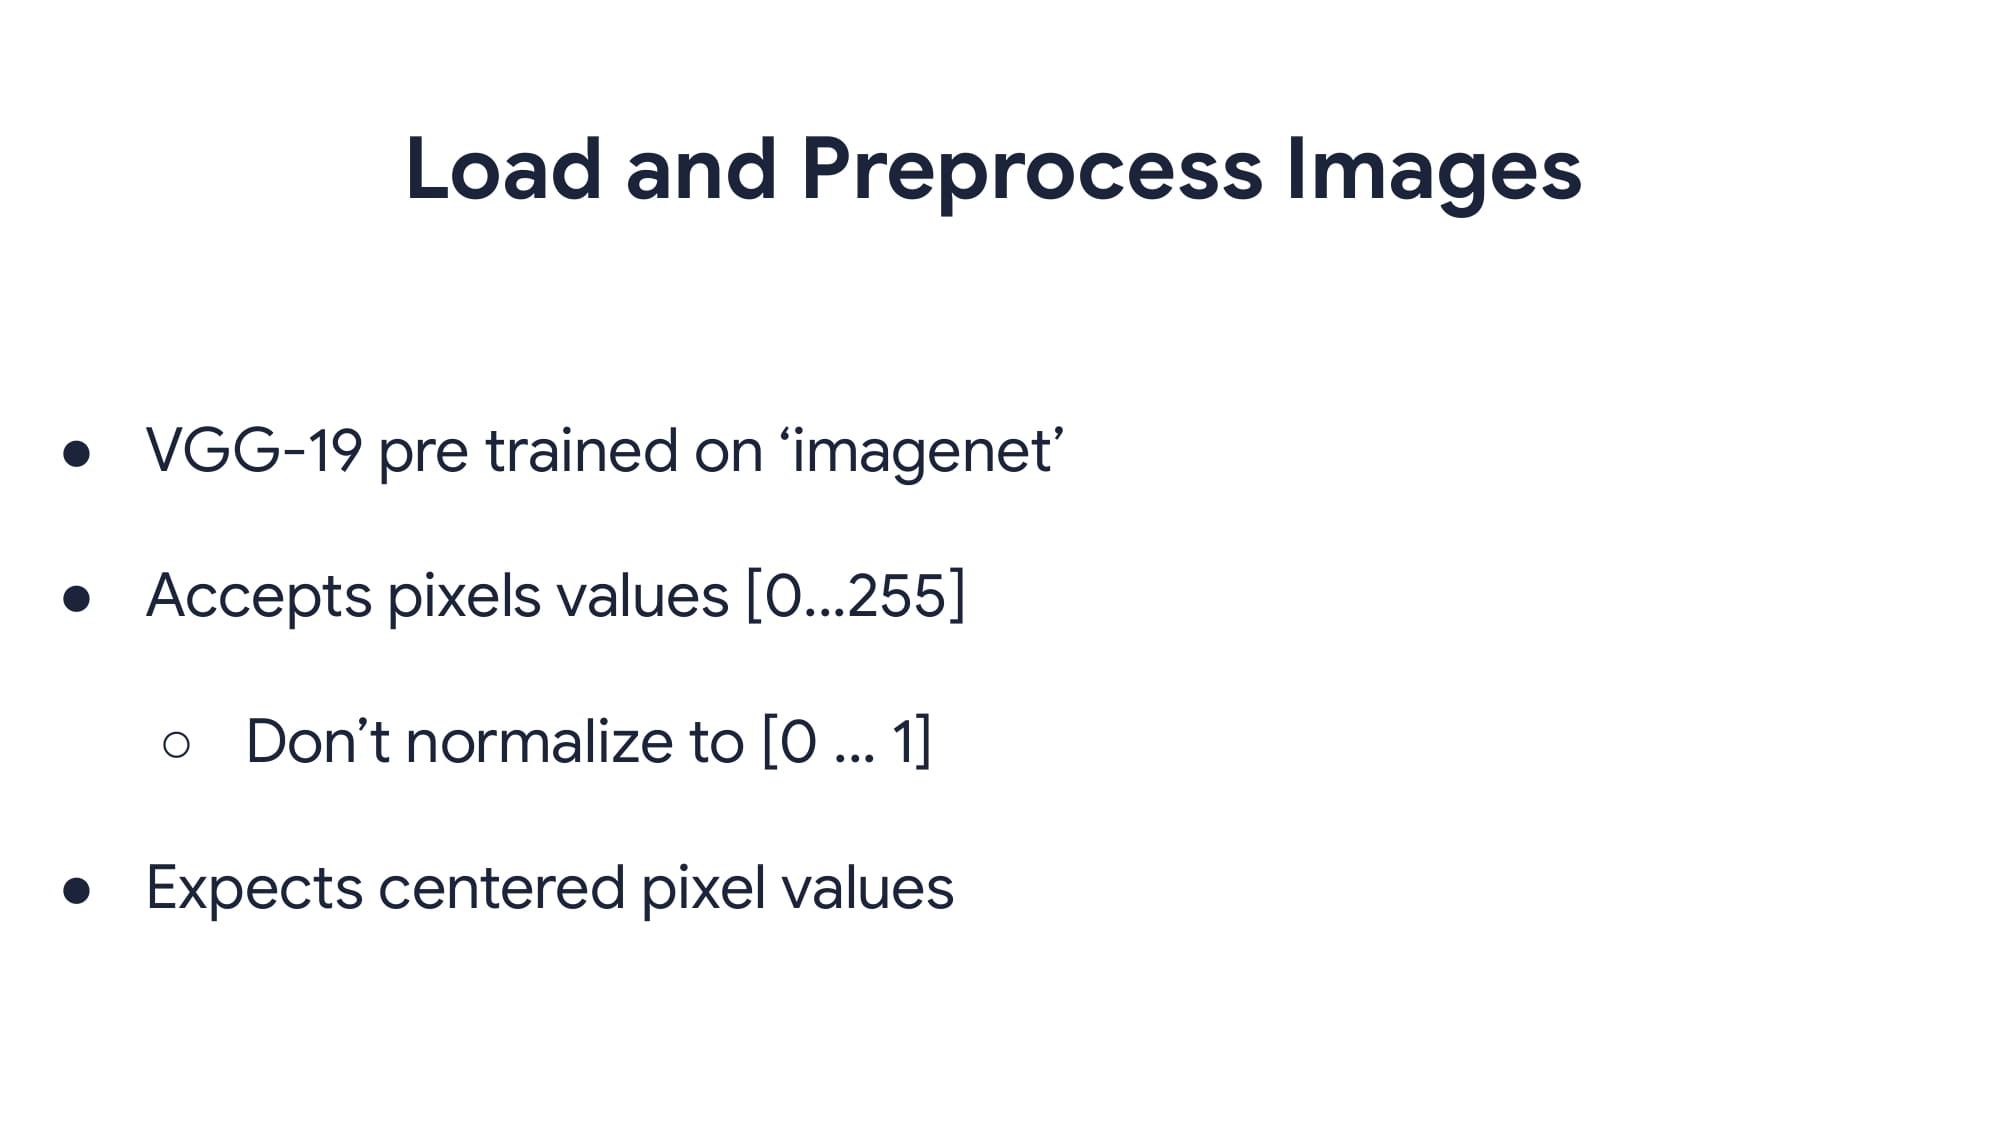 Load and Preprocess Images
● VGG-19 pre trained on ‘imagenet’
● Accepts pixels values [0...255]
○ Don’t normalize to [0 ... 1]
● Expects centered pixel values